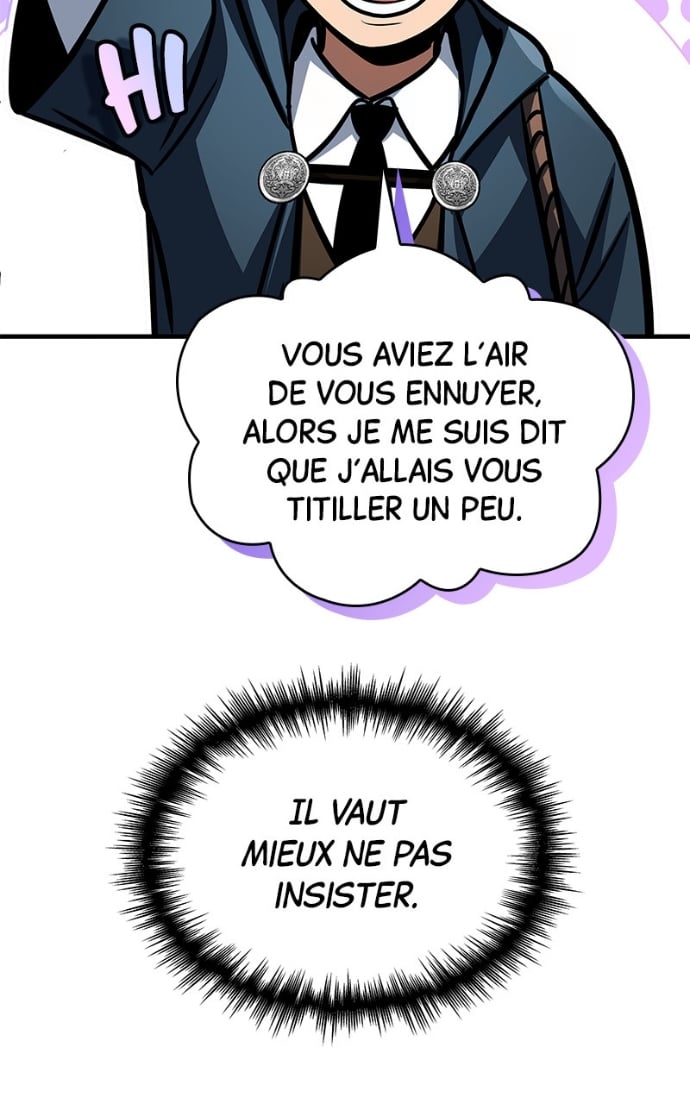 HI
VOUS AVIEZ L'AIR
DE VOUS ENNUYER,
ALORS JE ME SUIS DIT
QUE J'ALLAIS VOUS
TITILLER UN PEU.
IL VAUT
MIEUX NE PAS
INSISTER.